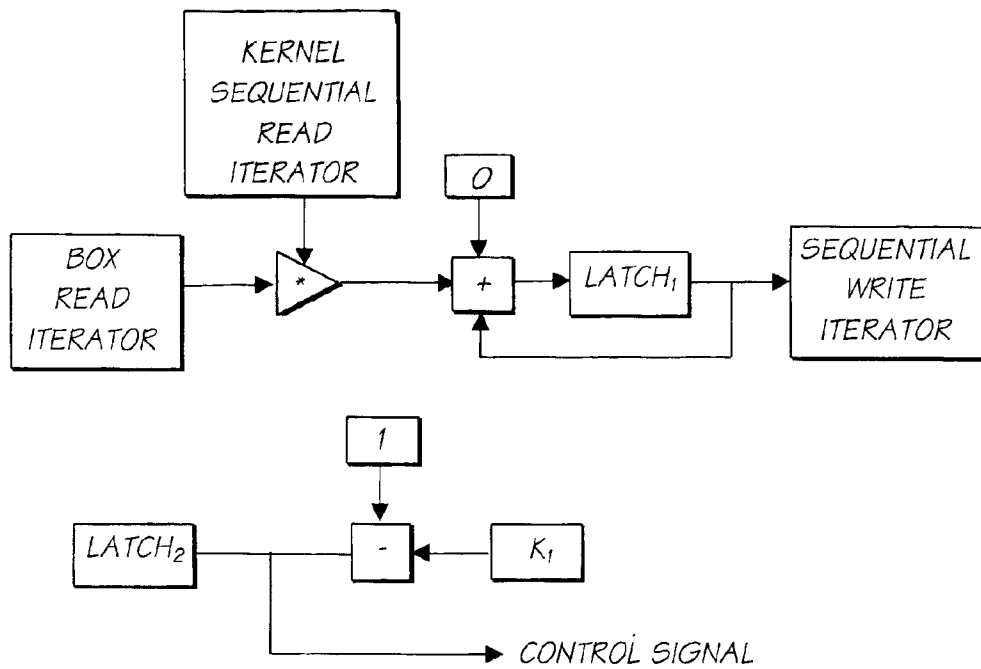 KERNEL
SEQUENTIAL
READ
ITERATOR
0
BOX
READ
ITERATOR
*
+
LATCH₁
SEQUENTIAL
WRITE
ITERATOR
1
LATCH₂
-
K₁
CONTROL SIGNAL